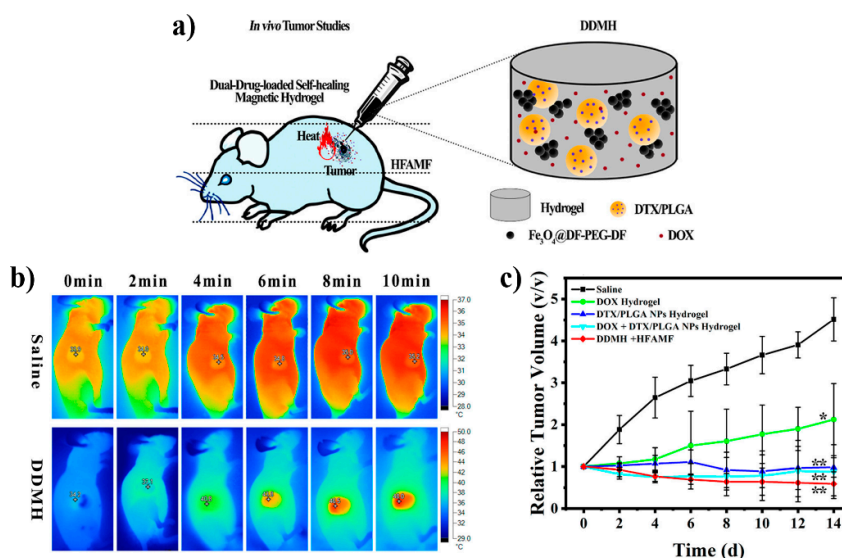 a)
In vivo Tumor Studies
DDMH
Dual-Drug-loaded Self-healing
Magnetic Hydrogel
Heat
HFAMF
Tumor
Hydrogel
DTX/PLGA
Fe3O4@DF-PEG-DF
DOX
b)
0min 2min 4min 6min 8min 10min
Saline
37.0
36
35
34
33
32
31
30
29
28.0
°C
DDMH
50.0
48
46
44
42
40
38
36
34
32
29.0
°C
c)
Relative Tumor Volume (v/v)
5
4
3
2
1
0
Saline
DOX Hydrogel
DTX/PLGA NPs Hydrogel
DOX + DTX/PLGA NPs Hydrogel
DDMH +HFAMF
*
**
**
**
0 2 4 6 8 10 12 14
Time (d)